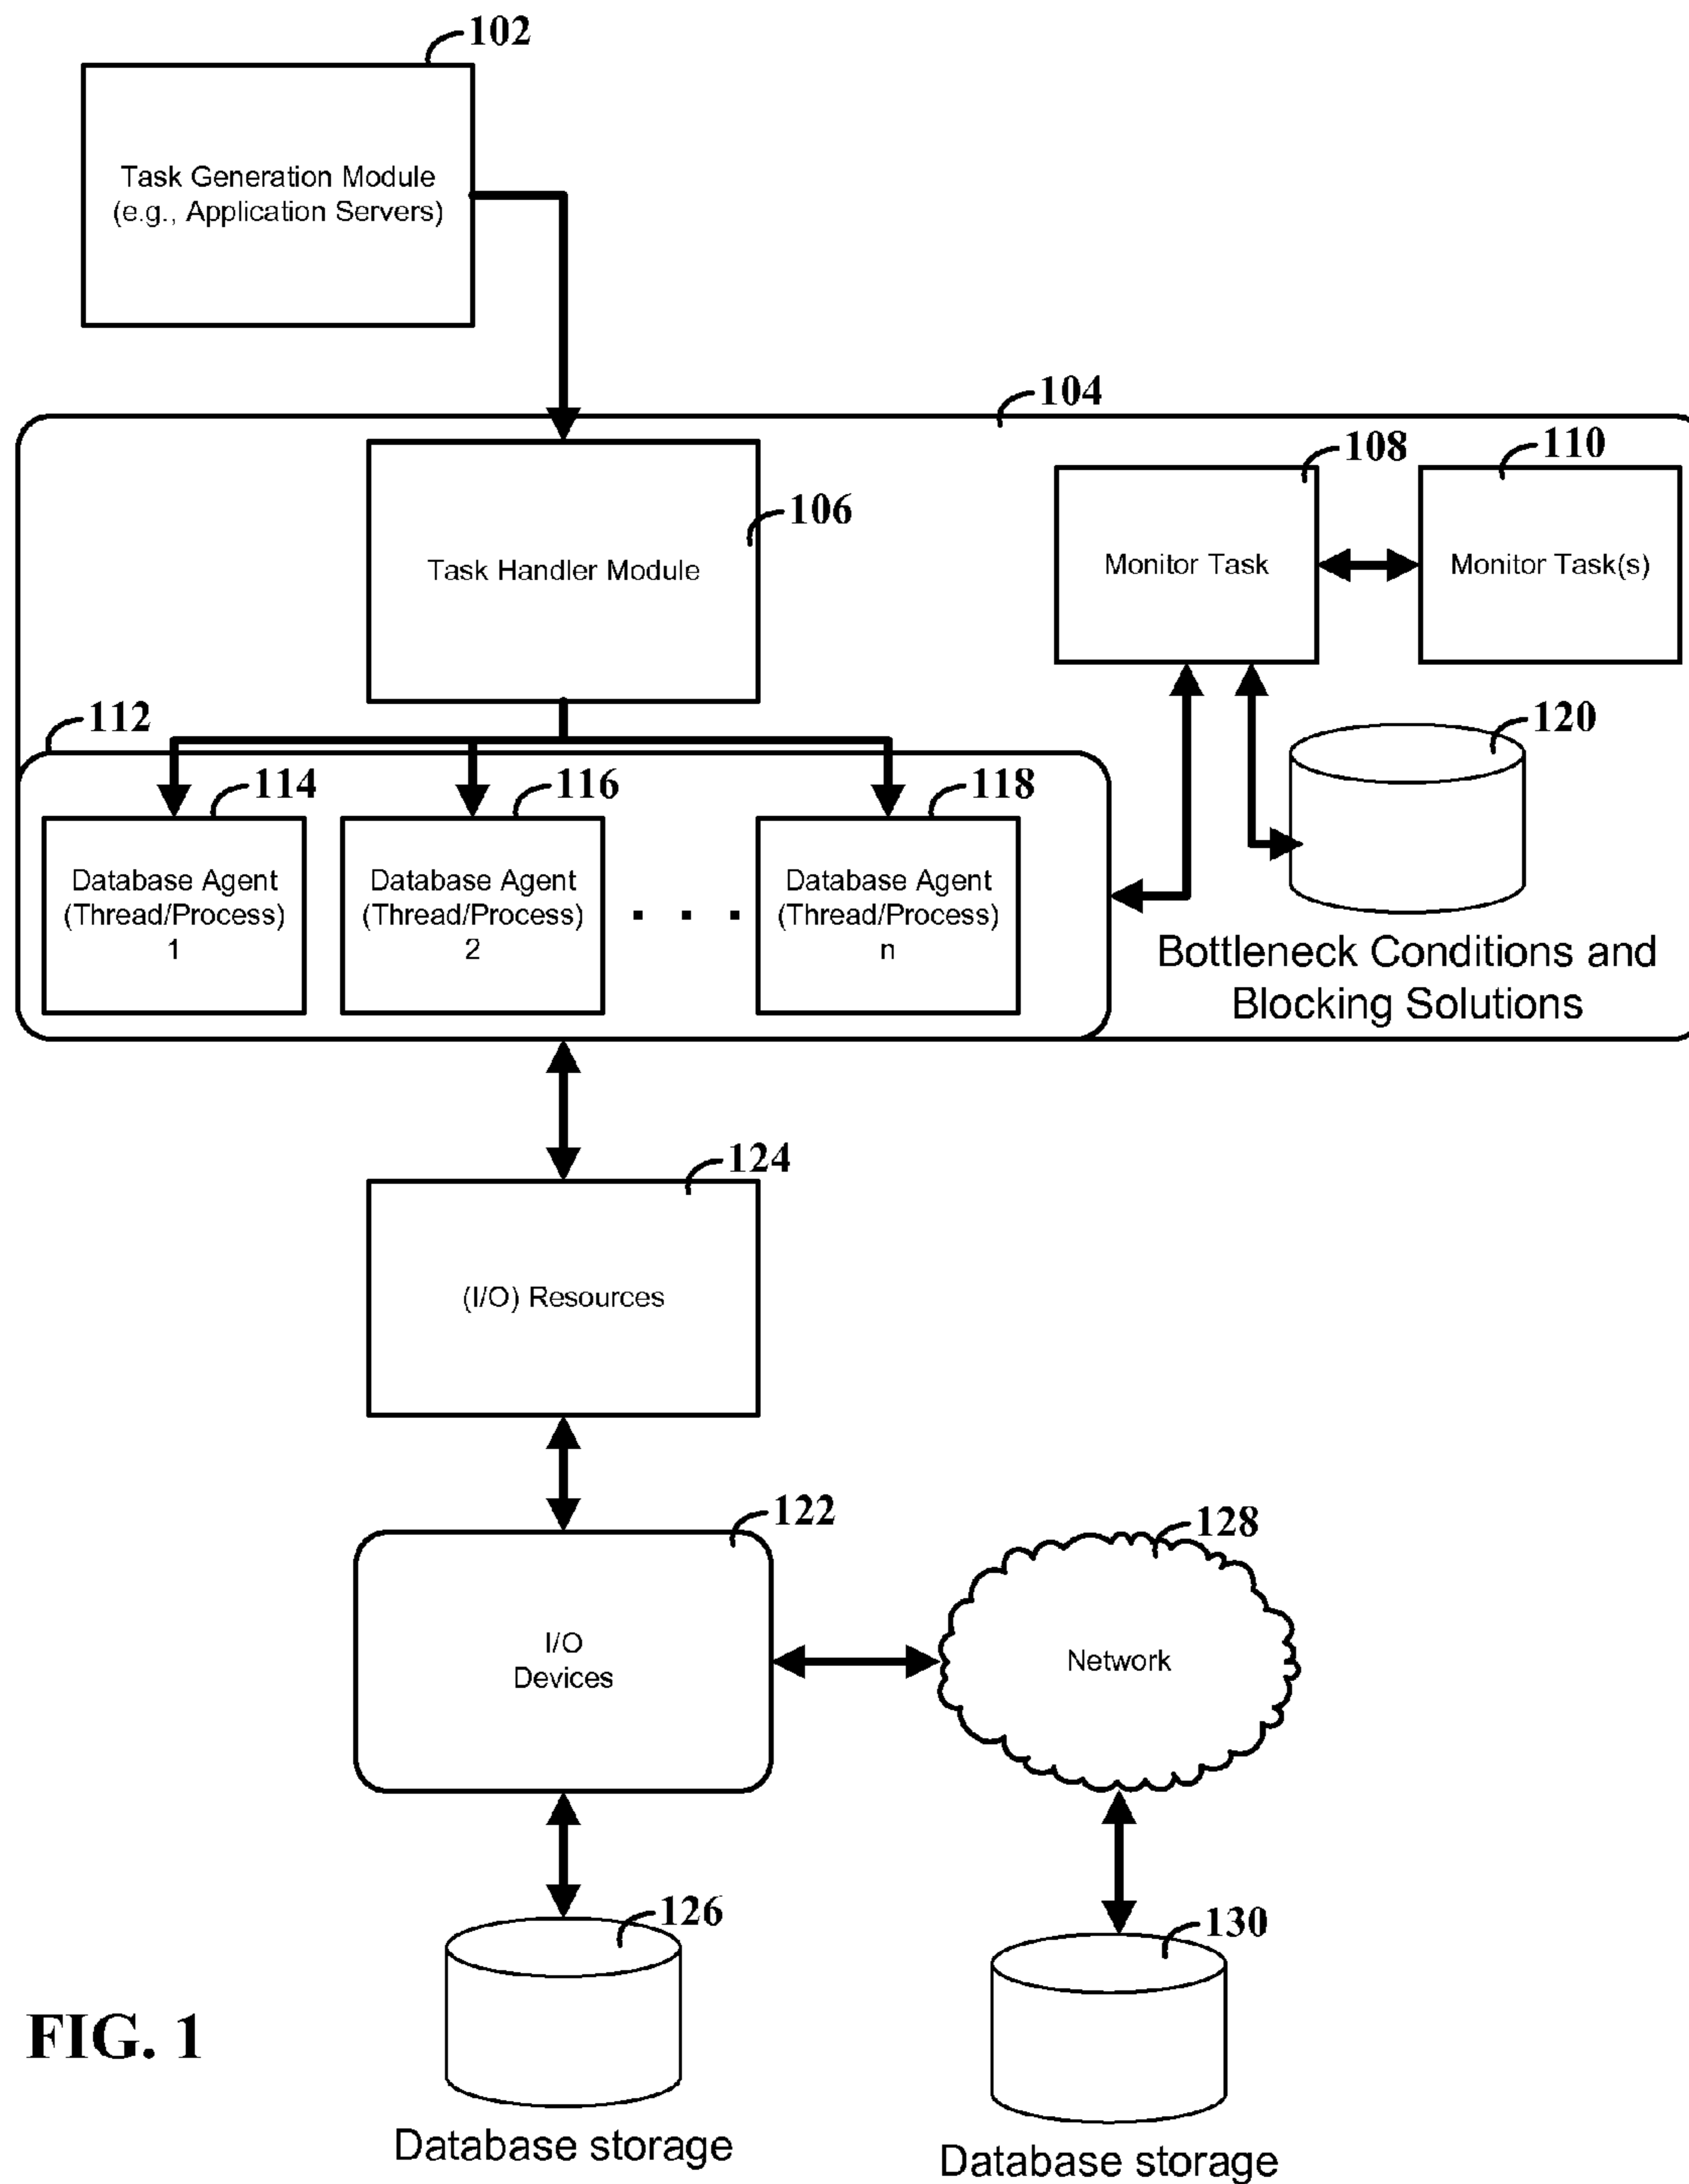 102
Task Generation Module
(e.g., Application Servers)
104
108
110
106
Task Handler Module
Monitor Task
Monitor Task(s)
112
120
114
116
118
Database Agent
(Thread/Process)
1
Database Agent
(Thread/Process)
2
. . .
Database Agent
(Thread/Process)
n
Bottleneck Conditions and
Blocking Solutions
124
(I/O) Resources
122
128
I/O
Devices
Network
126
130
FIG. 1
Database storage
Database storage